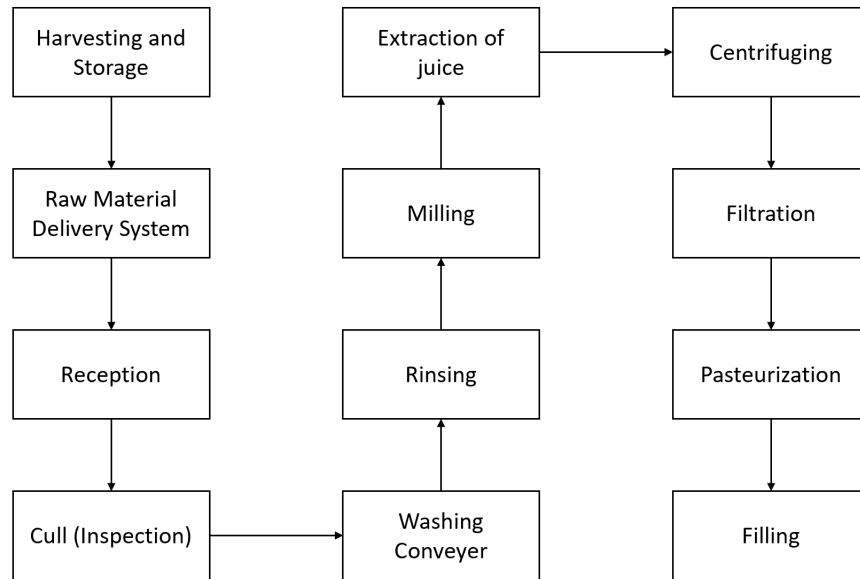 Harvesting and
Storage
Raw Material
Delivery System
Reception
Cull (Inspection)
Washing
Conveyer
Rinsing
Milling
Extraction of
juice
Centrifuging
Filtration
Pasteurization
Filling